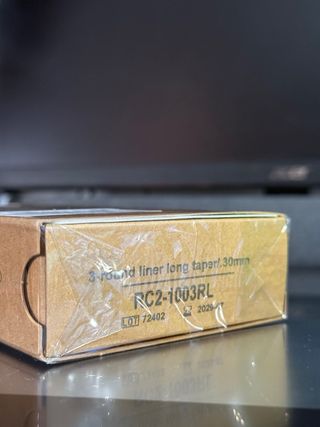 3 round liner long taper/.30mm
RC2-1003RL
LOT 72402